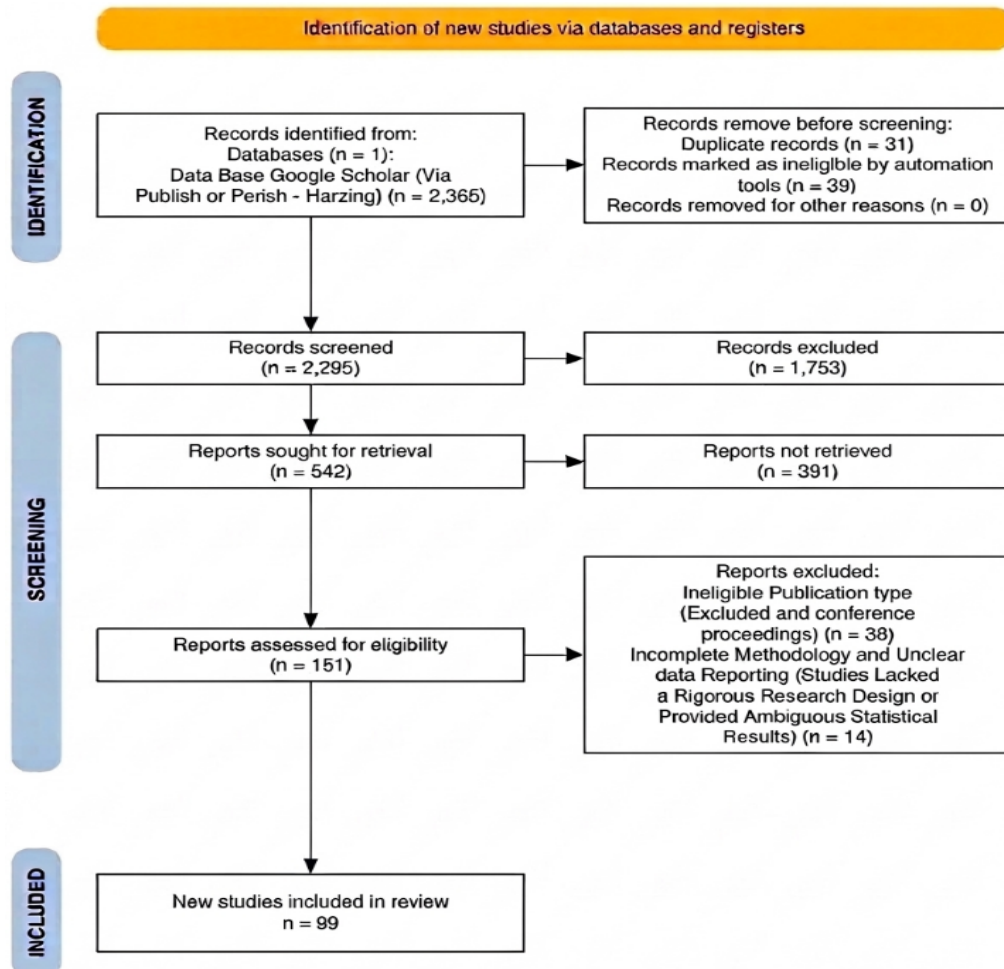 Identification of new studies via databases and registers
IDENTIFICATION
Records identified from:
Databases (n = 1):
Data Base Google Scholar (Via
Publish or Perish - Harzing) (n = 2,365)
Records remove before screening:
Duplicate records (n = 31)
Records marked as ineligible by automation
tools (n = 39)
Records removed for other reasons (n = 0)
SCREENING
Records screened
(n = 2,295)
Records excluded
(n = 1,753)
Reports sought for retrieval
(n = 542)
Reports not retrieved
(n = 391)
Reports assessed for eligibility
(n = 151)
Reports excluded:
Ineligible Publication type
(Excluded and conference
proceedings) (n = 38)
Incomplete Methodology and Unclear
data Reporting (Studies Lacked
a Rigorous Research Design or
Provided Ambiguous Statistical
Results) (n = 14)
INCLUDED
New studies included in review
n = 99